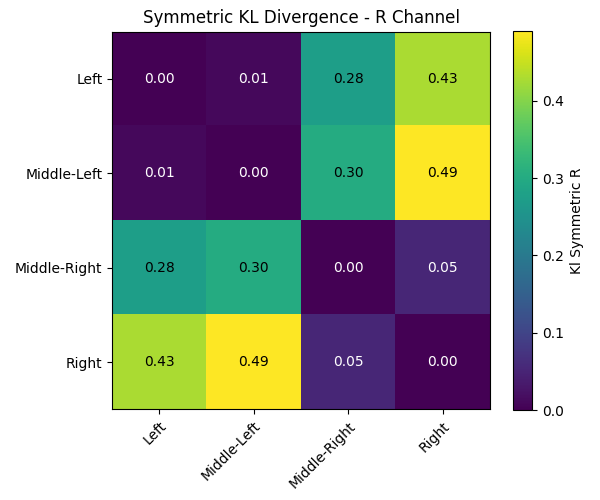 Symmetric KL Divergence - R Channel
Left 0.00 0.01 0.28 0.43
Middle-Left 0.01 0.00 0.30 0.49
Middle-Right 0.28 0.30 0.00 0.05
Right 0.43 0.49 0.05 0.00
Left Middle-Left Middle-Right Right
0.4
0.3
0.2
0.1
0.0
Kl Symmetric R